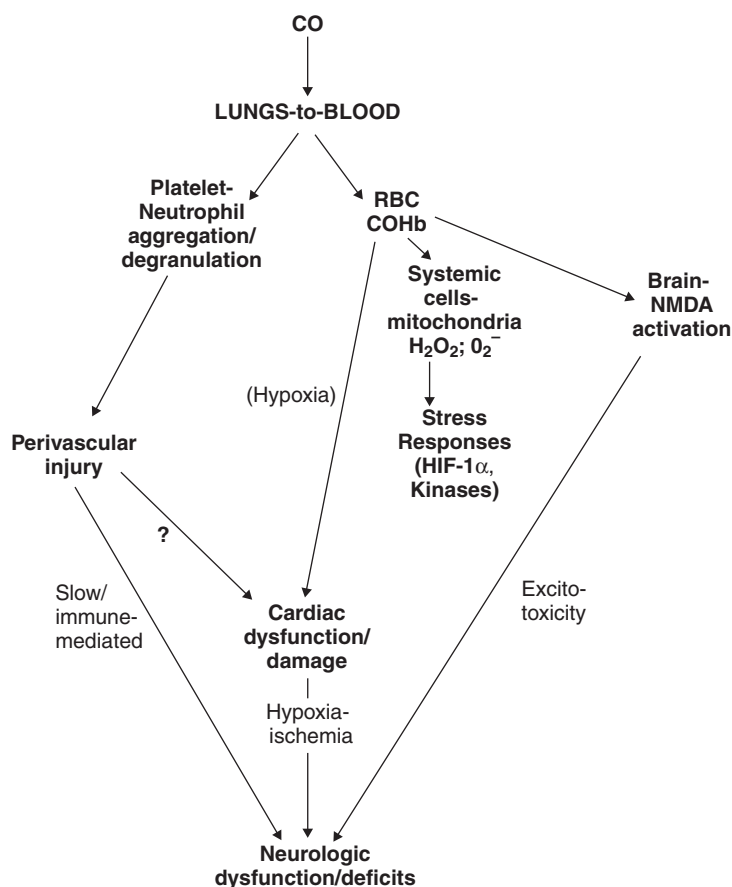 CO
LUNGS-to-BLOOD
Platelet-
Neutrophil
aggregation/
degranulation
RBC
COHb
Systemic
cells-
mitochondria
H₂O₂; 0₂⁻
Brain-
NMDA
activation
(Hypoxia)
Stress
Responses
(HIF-1α,
Kinases)
Perivascular
injury
?
Slow/
immune-
mediated
Cardiac
dysfunction/
damage
Excito-
toxicity
Hypoxia-
ischemia
Neurologic
dysfunction/deficits